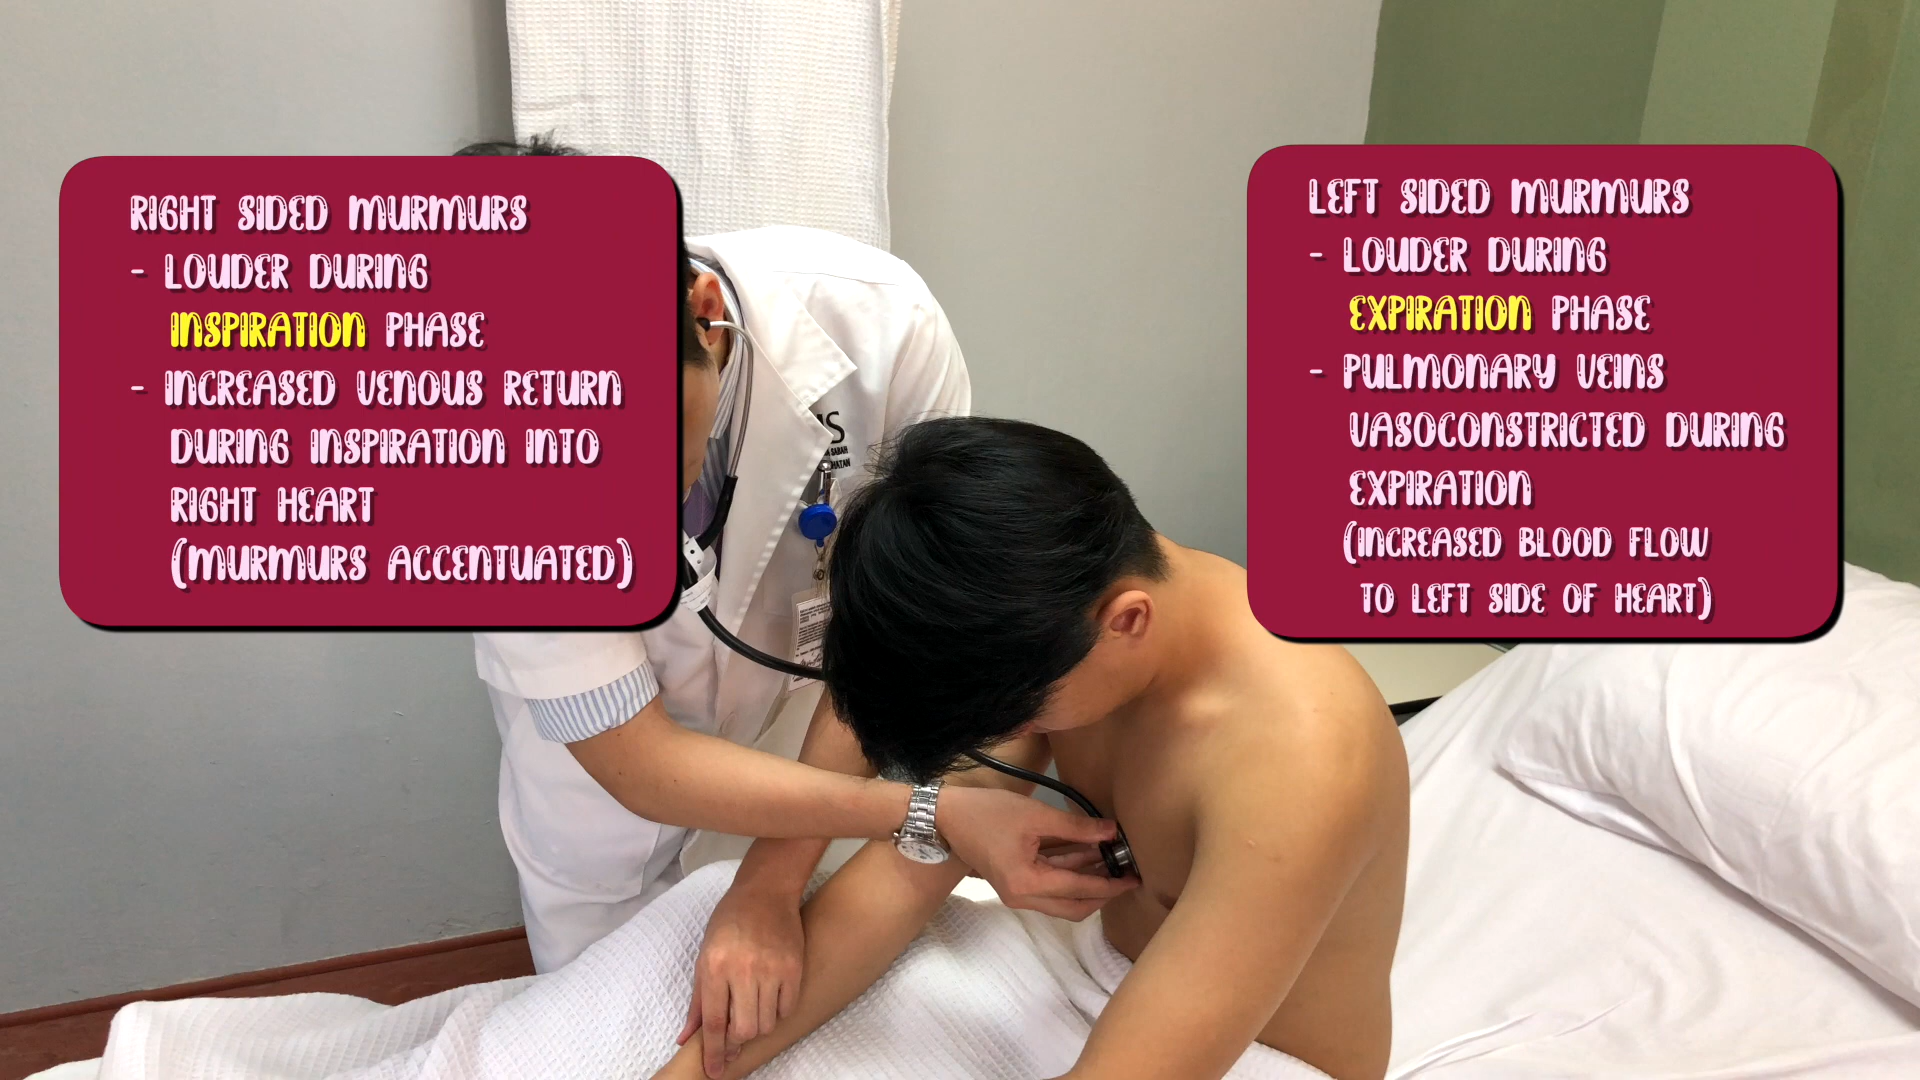 RIGHT SIDED MURMURS
- LOUDER DURING
INSPIRATION PHASE
- INCREASED VENOUS RETURN
DURING INSPIRATION INTO
RIGHT HEART
(MURMURS ACCENTUATED)
LEFT SIDED MURMURS
- LOUDER DURING
EXPIRATION PHASE
- PULMONARY VEINS
VASOCONSTRICTED DURING
EXPIRATION
(INCREASED BLOOD FLOW
TO LEFT SIDE OF HEART)
SABAH